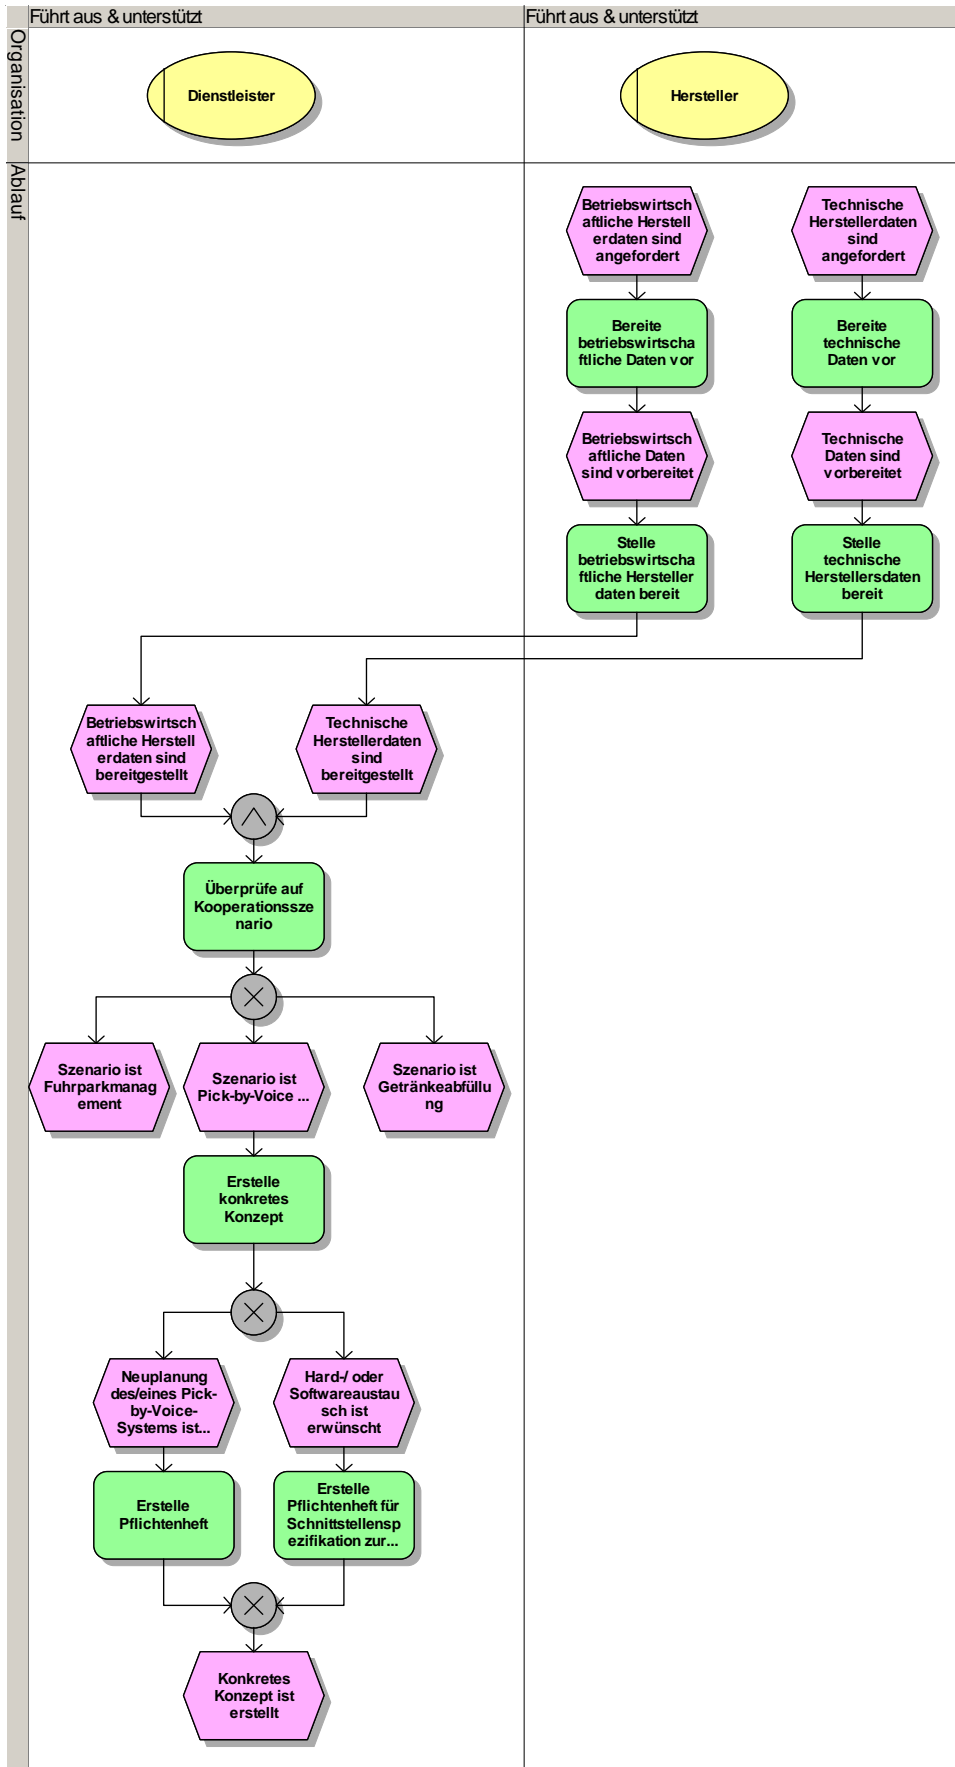 Führt aus & unterstützt
Führt aus & unterstützt
Organisation
Dienstleister
Hersteller
Ablauf
Betriebswirtsch
aftliche Herstell
erdaten sind
angefordert
Technische
Herstellerdaten
sind
angefordert
Bereite
betriebswirtscha
ftliche Daten vor
Bereite
technische
Daten vor
Betriebswirtsch
aftliche Daten
sind vorbereitet
Technische
Daten sind
vorbereitet
Stelle
betriebswirtscha
ftliche Hersteller
daten bereit
Stelle
technische
Herstellersdaten
bereit
Betriebswirtsch
aftliche Herstell
erdaten sind
bereitgestellt
Technische
Herstellerdaten
sind
bereitgestellt
Überprüfe auf
Kooperationssze
nario
Szenario ist
Fuhrparkmanag
ement
Szenario ist
Pick-by-Voice ...
Szenario ist
Getränkeabfüllu
ng
Erstelle
konkretes
Konzept
Neuplanung
des/eines Pick-
by-Voice-
Systems ist...
Hard-/ oder
Softwareaustau
sch ist
erwünscht
Erstelle
Pflichtenheft
Erstelle
Pflichtenheft für
Schnittstellensp
ezifikation zur...
Konkretes
Konzept ist
erstellt